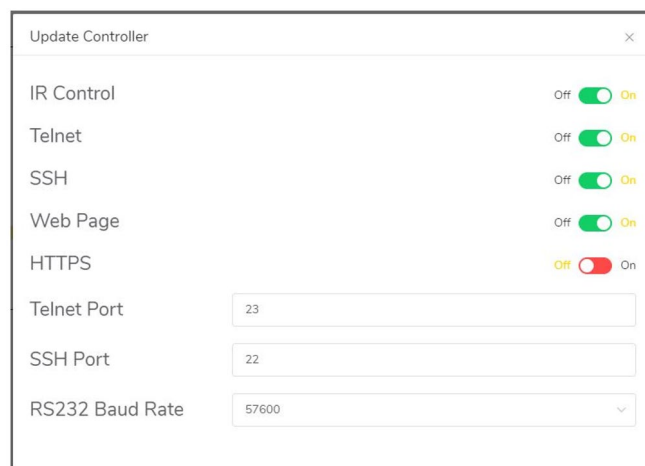 Update Controller ×
IR Control Off On
Telnet Off On
SSH Off On
Web Page Off On
HTTPS Off On
Telnet Port 23
SSH Port 22
RS232 Baud Rate 57600